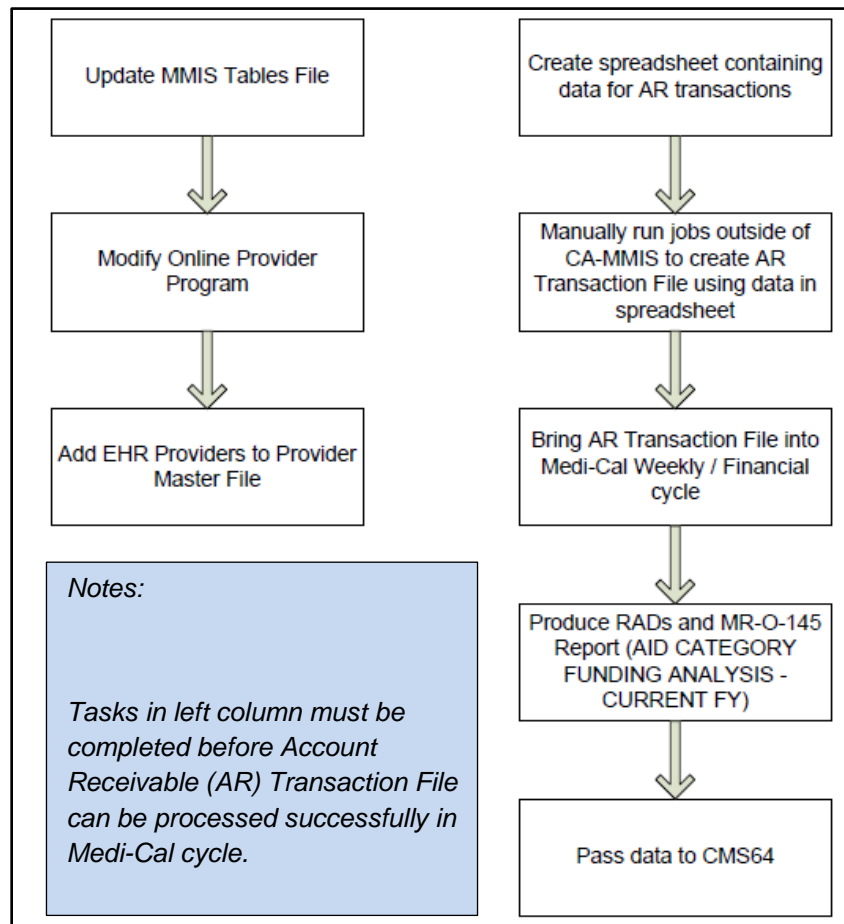 Update MMIS Tables File
Modify Online Provider
Program
Add EHR Providers to Provider
Master File
Notes:
Tasks in left column must be
completed before Account
Receivable (AR) Transaction File
can be processed successfully in
Medi-Cal cycle.
Create spreadsheet containing
data for AR transactions
Manually run jobs outside of
CA-MMIS to create AR
Transaction File using data in
spreadsheet
Bring AR Transaction File into
Medi-Cal Weekly / Financial
cycle
Produce RADs and MR-O-145
Report (AID CATEGORY
FUNDING ANALYSIS -
CURRENT FY)
Pass data to CMS64